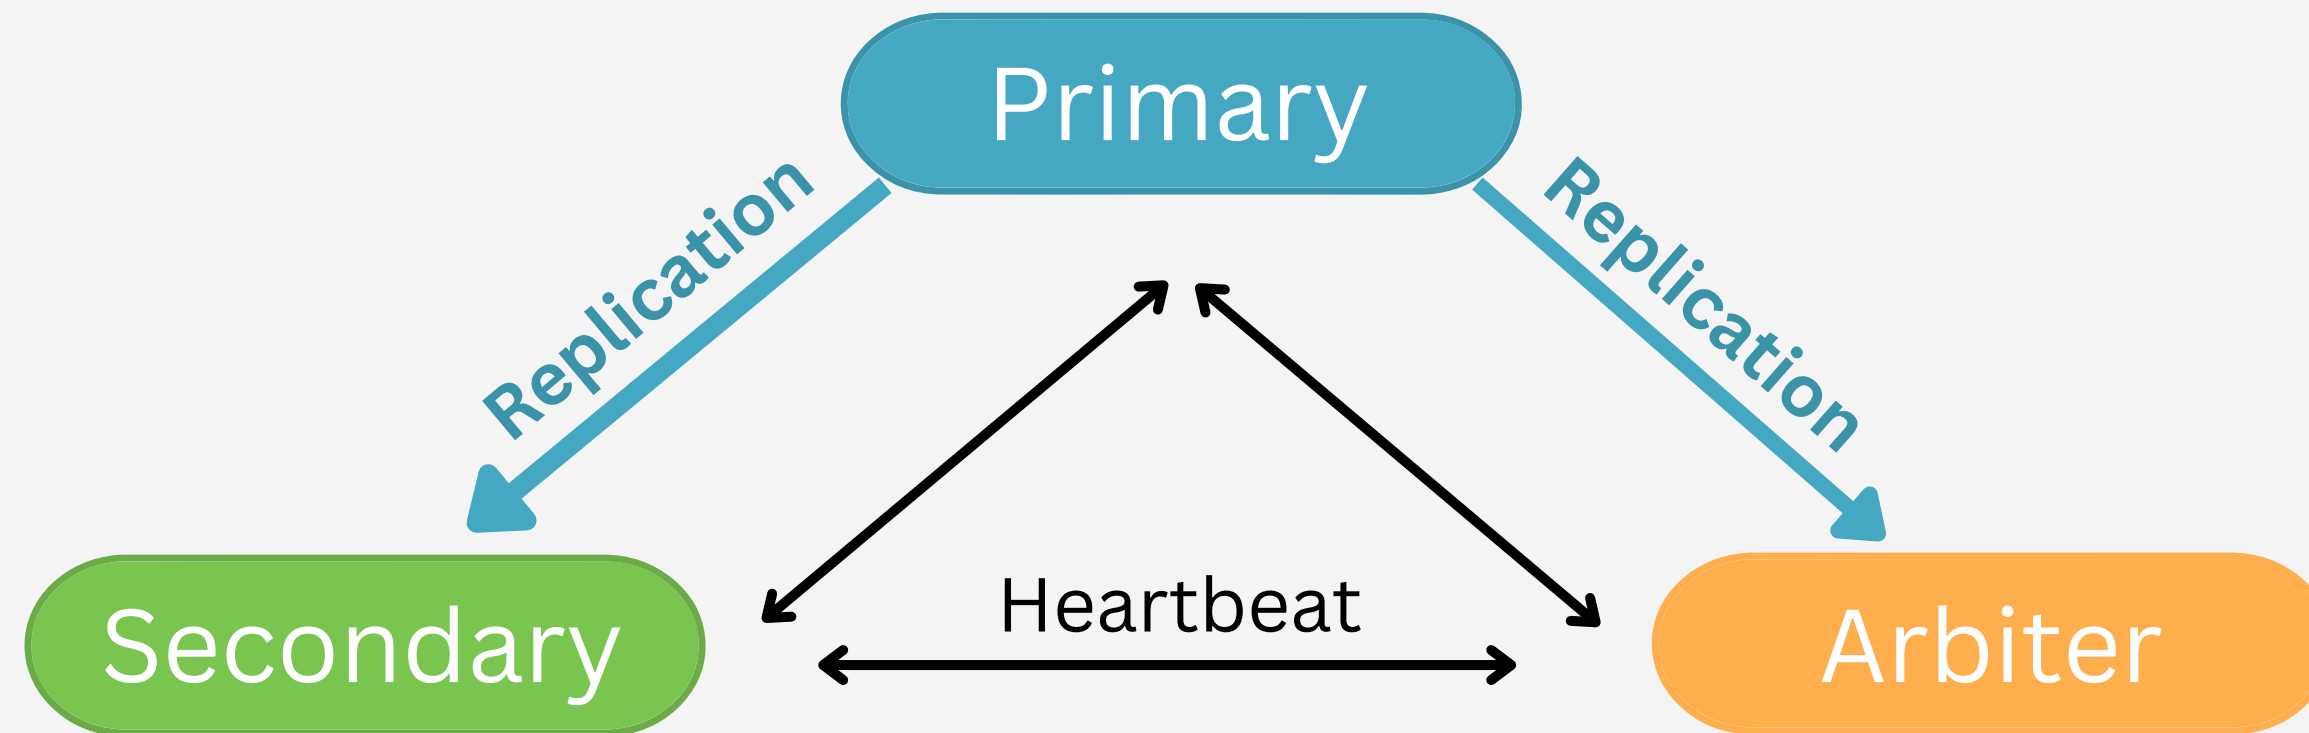 Primary
Replication
Replication
Heartbeat
Secondary
Arbiter